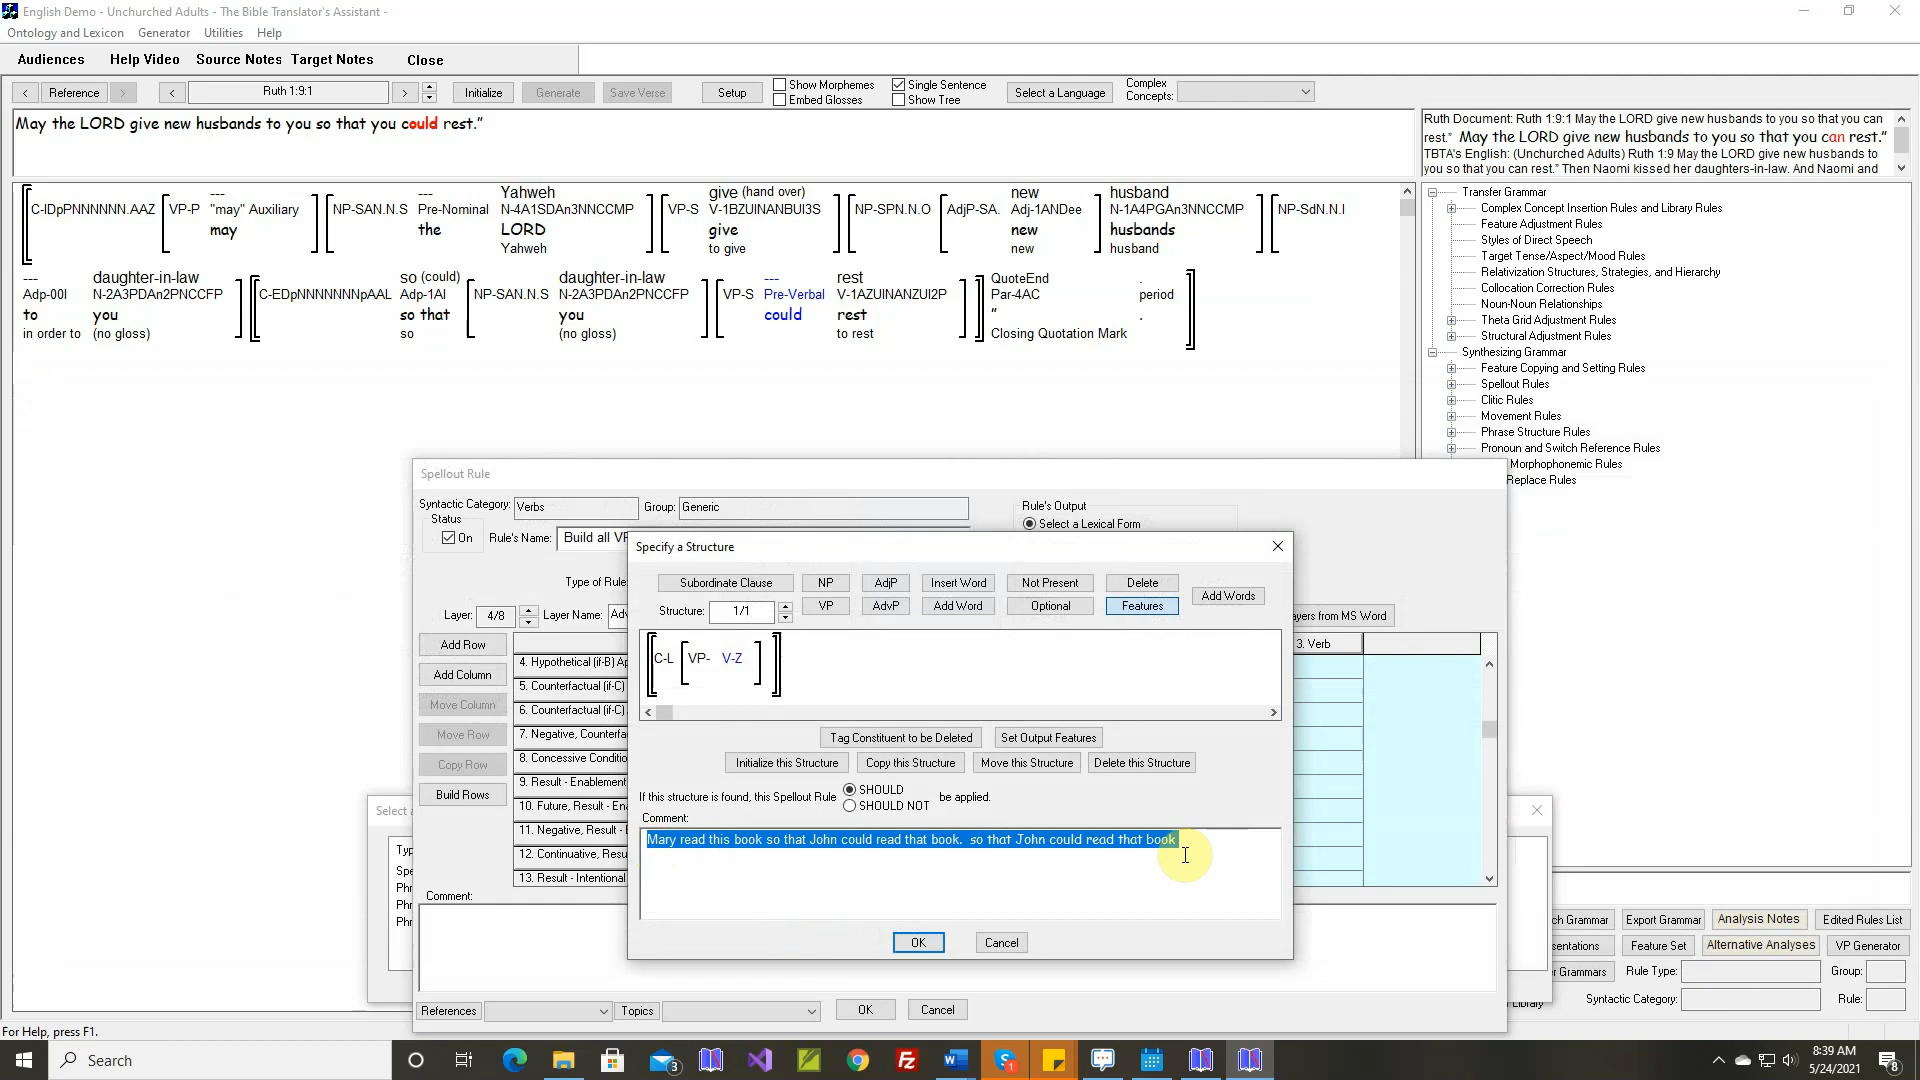 English Demo - Unchurched Adults - The Bible Translator's Assistant -
Ontology and Lexicon Generator Utilities Help
Audiences Help Video Source Notes Target Notes Close
< Reference > < Ruth 1:9:1 > Initialize Generate Save Verse Setup Show Morphemes Single Sentence Select a Language Complex
Embed Glosses Show Tree Concepts:
May the LORD give new husbands to you so that you could rest.”
Ruth Document: Ruth 1:9:1 May the LORD give new husbands to you so that you can
rest.” May the LORD give new husbands to you so that you can rest.”
TBTA's English: (Unchurched Adults) Ruth 1:9 May the LORD give new husbands to
you so that you can rest.” Then Naomi kissed her daughters-in-law. And Naomi and
--- --- Yahweh give (hand over) new husband
C-IDpPNNNNNN.AAZ VP-P "may" Auxiliary NP-SAN.N.S Pre-Nominal N-4A1SDAn3NNCCMP VP-S V-1BZUINANBUI3S NP-SPN.N.O AdjP-SA. Adj-1ANDee N-1A4PGAn3NNCCMP NP-SdN.N.I
may the LORD give new husbands
Yahweh to give new husband
--- daughter-in-law so (could) daughter-in-law --- rest QuoteEnd .
Adp-00I N-2A3PDAn2PNCCFP C-EDpNNNNNNpAAL Adp-1AI NP-SAN.N.S N-2A3PDAn2PNCCFP VP-S Pre-Verbal V-1AZUINANZUI2P Par-4AC period
to you so that you could rest ” .
in order to (no gloss) so (no gloss) to rest Closing Quotation Mark
Transfer Grammar
Complex Concept Insertion Rules and Library Rules
Feature Adjustment Rules
Styles of Direct Speech
Target Tense/Aspect/Mood Rules
Relativization Structures, Strategies, and Hierarchy
Collocation Correction Rules
Noun-Noun Relationships
Theta Grid Adjustment Rules
Structural Adjustment Rules
Synthesizing Grammar
Feature Copying and Setting Rules
Spellout Rules
Clitic Rules
Movement Rules
Phrase Structure Rules
Pronoun and Switch Reference Rules
Morphophonemic Rules
Replace Rules
Spellout Rule
Syntactic Category: Verbs Group: Generic Rule's Output
Status
On Rule's Name: Build all VP Select a Lexical Form
Type of Rule
Layer: 4/8 Layer Name: Adv ayers from MS Word
Add Row
Add Column
Move Column
Move Row
Copy Row
Build Rows
3. Verb
4. Hypothetical (if-B) Ap
5. Counterfactual (if-C)
6. Counterfactual (if-C)
7. Negative, Counterfa
8. Concessive Conditio
9. Result - Enablement
10. Future, Result - Ena
11. Negative, Result -
12. Continuative, Resu
13. Result - Intentional
Comment:
References Topics OK Cancel
Specify a Structure
Subordinate Clause NP AdjP Insert Word Not Present Delete
Structure: 1/1 VP AdvP Add Word Optional Features Add Words
C-L VP- V-Z
Tag Constituent to be Deleted Set Output Features
Initialize this Structure Copy this Structure Move this Structure Delete this Structure
If this structure is found, this Spellout Rule SHOULD
SHOULD NOT be applied.
Comment:
Mary read this book so that John could read that book. so that John could read that book
OK Cancel
Select a
Typ
Spe
Phr
Phr
Phr
ch Grammar Export Grammar Analysis Notes Edited Rules List
sentations Feature Set Alternative Analyses VP Generator
r Grammars Rule Type: Group:
Library Syntactic Category: Rule:
For Help, press F1.
Search 3 1 8:39 AM
5/24/2021 8